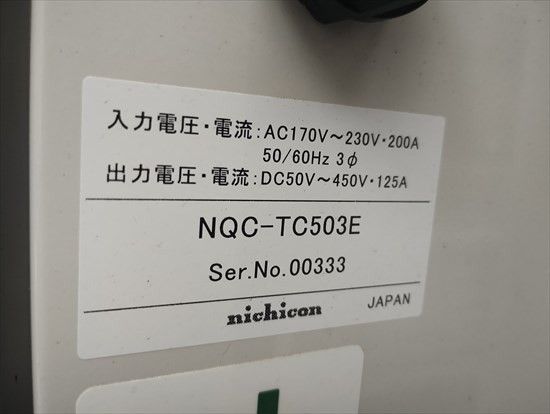 入力電圧・電流:AC170V～230V・200A
50/60Hz 3φ
出力電圧・電流:DC50V～450V・125A
NQC-TC503E
Ser.No.00333
nichicon JAPAN